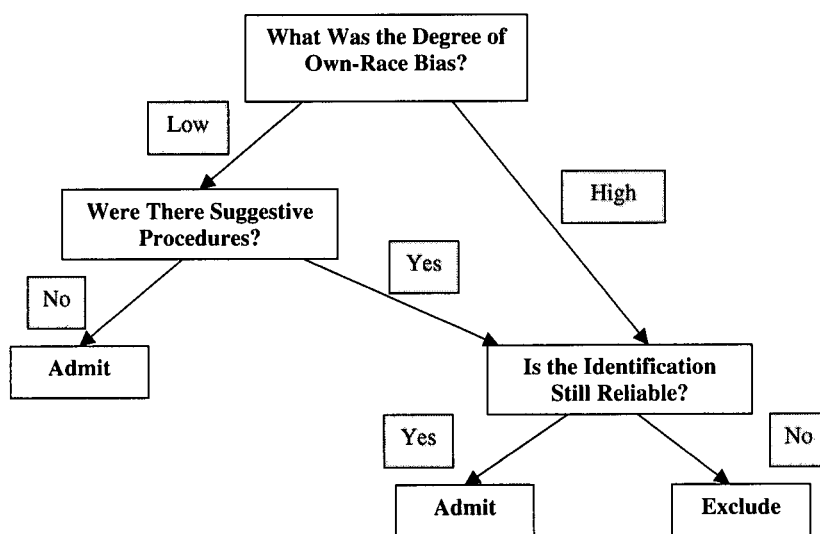 What Was the Degree of
Own-Race Bias?
Low
High
Were There Suggestive
Procedures?
Yes
No
Admit
Is the Identification
Still Reliable?
Yes
No
Admit
Exclude